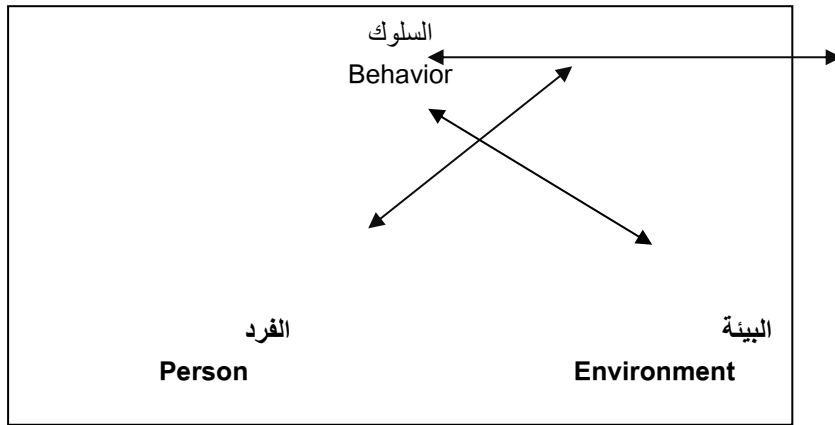 السلوك
Behavior
الفرد
البيئة
Person
Environment